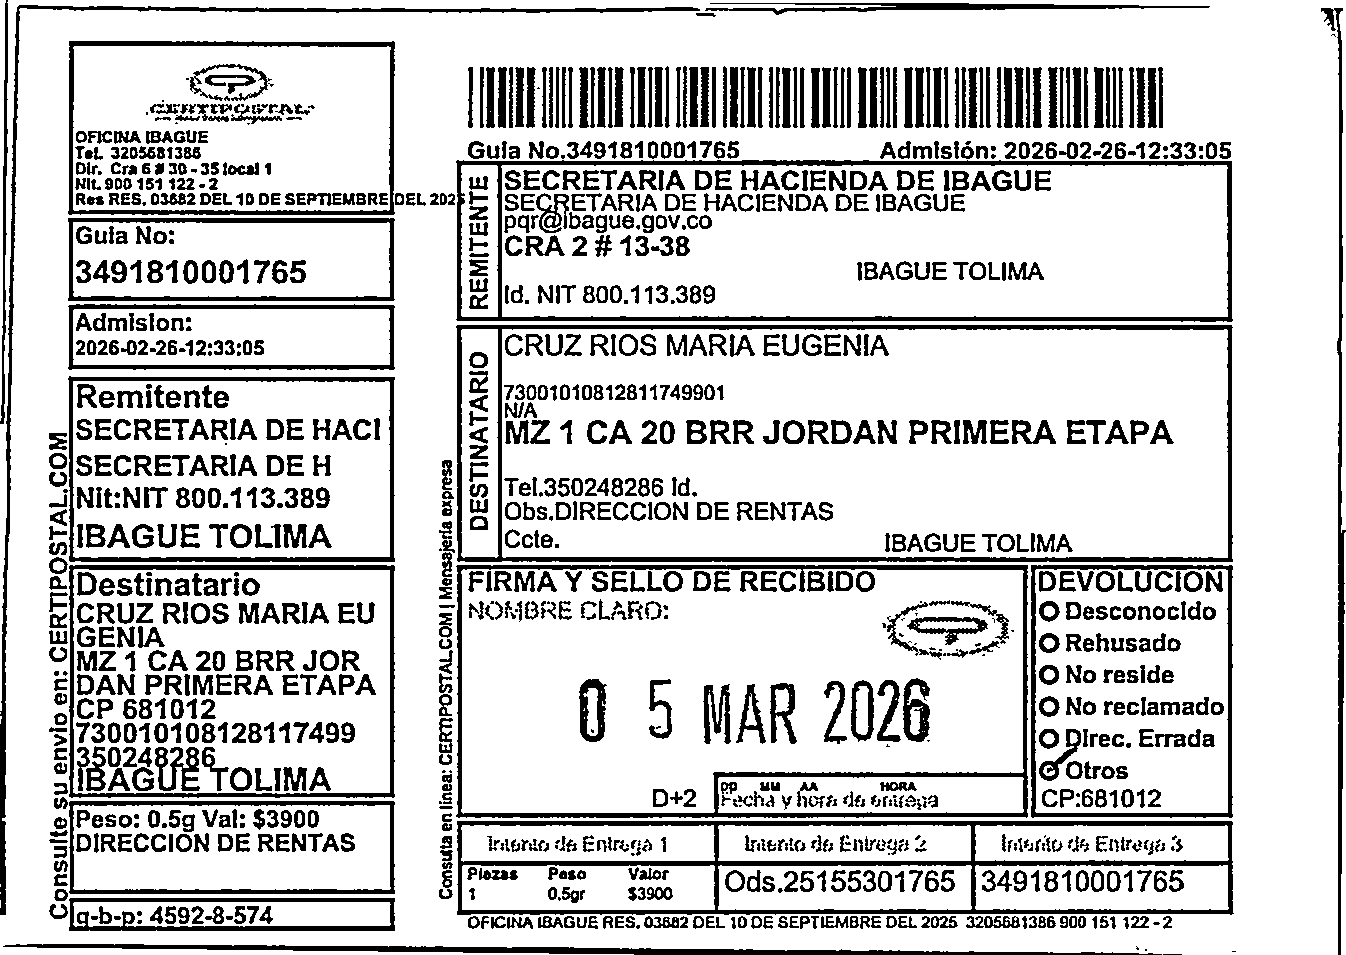 CERTIPOSTAL
OFICINA IBAGUE
Tel. 3205681386
Dir. Cra 6 # 30 - 35 local 1
Nit. 900 151 122 - 2
Res RES. 03682 DEL 10 DE SEPTIEMBRE DEL 2025
Guia No:
3491810001765
Admision:
2026-02-26-12:33:05
Remitente
SECRETARIA DE HACI
SECRETARIA DE H
Nit:NIT 800.113.389
IBAGUE TOLIMA
Destinatario
CRUZ RIOS MARIA EU
GENIA
MZ 1 CA 20 BRR JOR
DAN PRIMERA ETAPA
CP 681012
730010108128117499
350248286
IBAGUE TOLIMA
Peso: 0.5g Val: $3900
DIRECCION DE RENTAS
q-b-p: 4592-8-574
Consulte su envio en: CERTIPOSTAL.COM
Guia No.3491810001765 Admisión: 2026-02-26-12:33:05
REMITENTE
SECRETARIA DE HACIENDA DE IBAGUE
SECRETARIA DE HACIENDA DE IBAGUE
pqr@ibague.gov.co
CRA 2 # 13-38
IBAGUE TOLIMA
Id. NIT 800.113.389
DESTINATARIO
CRUZ RIOS MARIA EUGENIA
73001010812811749901
N/A
MZ 1 CA 20 BRR JORDAN PRIMERA ETAPA
Tel.350248286 Id.
Obs.DIRECCION DE RENTAS
Ccte. IBAGUE TOLIMA
Consulta en linea: CERTIPOSTAL.COM | Mensajeria expresa
FIRMA Y SELLO DE RECIBIDO
NOMBRE CLARO:
0 5 MAR 2026
D+2
DD MM AA HORA
Fecha y hora de entrega
DEVOLUCION
Desconocido
Rehusado
No reside
No reclamado
Direc. Errada
Otros
CP:681012
Intento de Entrega 1 Intento de Entrega 2 Intento de Entrega 3
Piezas Peso Valor
1 0.5gr $3900
Ods.25155301765 3491810001765
OFICINA IBAGUE RES. 03682 DEL 10 DE SEPTIEMBRE DEL 2025 3205681386 900 151 122 - 2